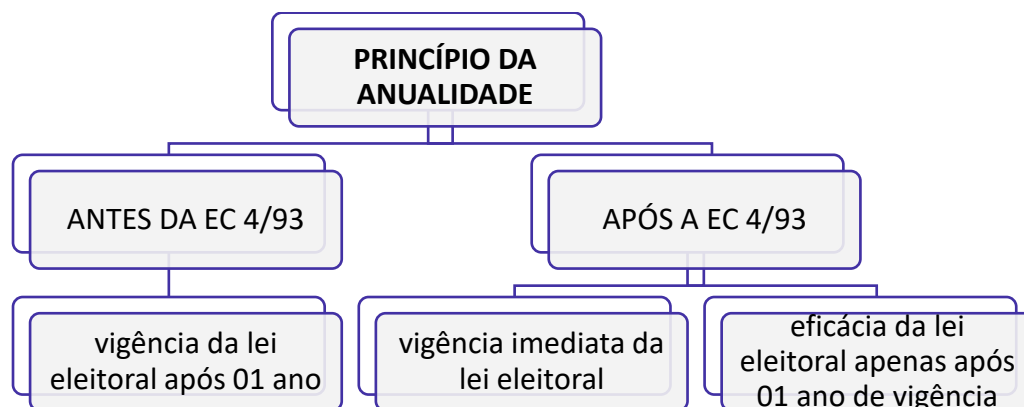 PRINCÍPIO DA
ANUALIDADE
ANTES DA EC 4/93
APÓS A EC 4/93
vigência da lei
eleitoral após 01 ano
vigência imediata da
lei eleitoral
eficácia da lei
eleitoral apenas após
01 ano de vigência